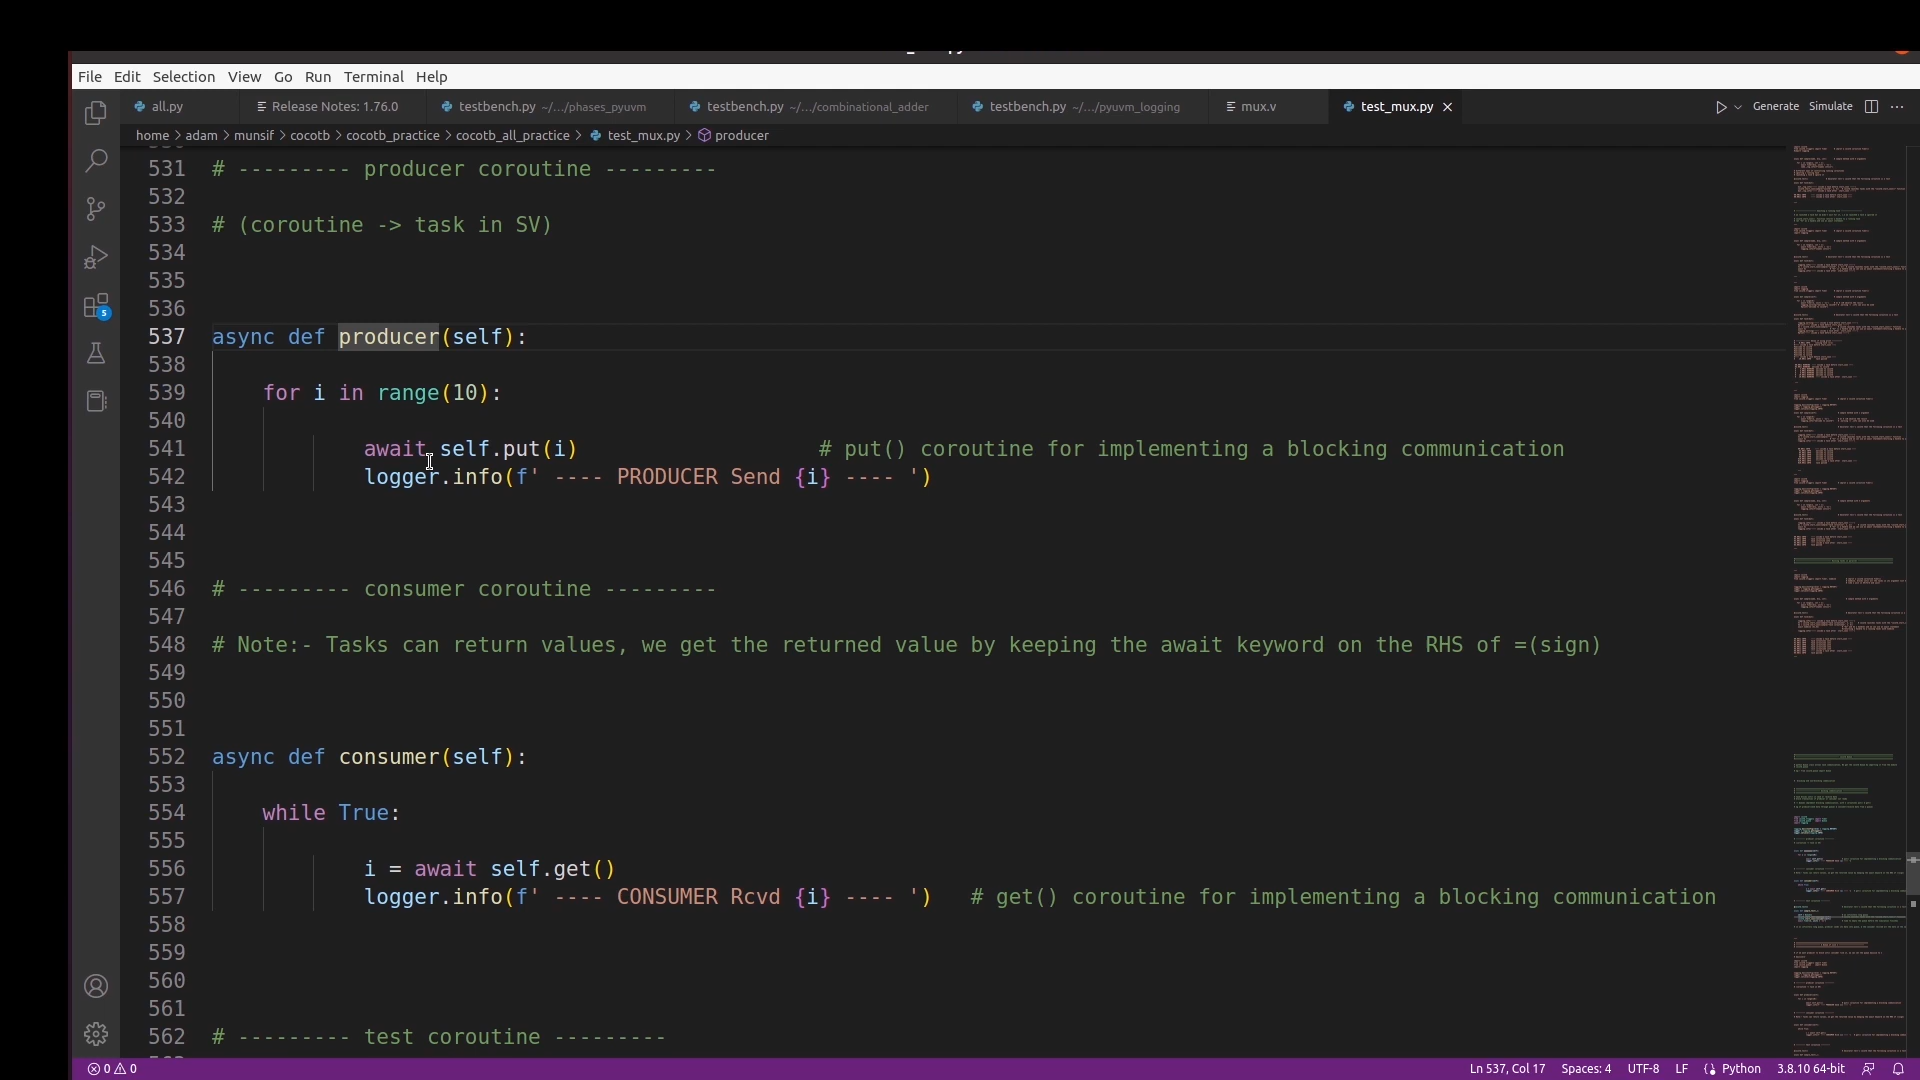 File Edit Selection View Go Run Terminal Help
all.py Release Notes: 1.76.0 testbench.py ~/.../phases_pyuvm testbench.py ~/.../combinational_adder testbench.py ~/.../pyuvm_logging mux.v test_mux.py Generate Simulate
home > adam > munsif > cocotb > cocotb_practice > cocotb_all_practice > test_mux.py > producer
531 # --------- producer coroutine ---------
532
533 # (coroutine -> task in SV)
534
535
536
537 async def producer(self):
538
539 for i in range(10):
540
541 await self.put(i) # put() coroutine for implementing a blocking communication
542 logger.info(f' ---- PRODUCER Send {i} ---- ')
543
544
545
546 # --------- consumer coroutine ---------
547
548 # Note:- Tasks can return values, we get the returned value by keeping the await keyword on the RHS of =(sign)
549
550
551
552 async def consumer(self):
553
554 while True:
555
556 i = await self.get()
557 logger.info(f' ---- CONSUMER Rcvd {i} ---- ') # get() coroutine for implementing a blocking communication
558
559
560
561
562 # --------- test coroutine ---------
5
0 0 Ln 537, Col 17 Spaces: 4 UTF-8 LF Python 3.8.10 64-bit